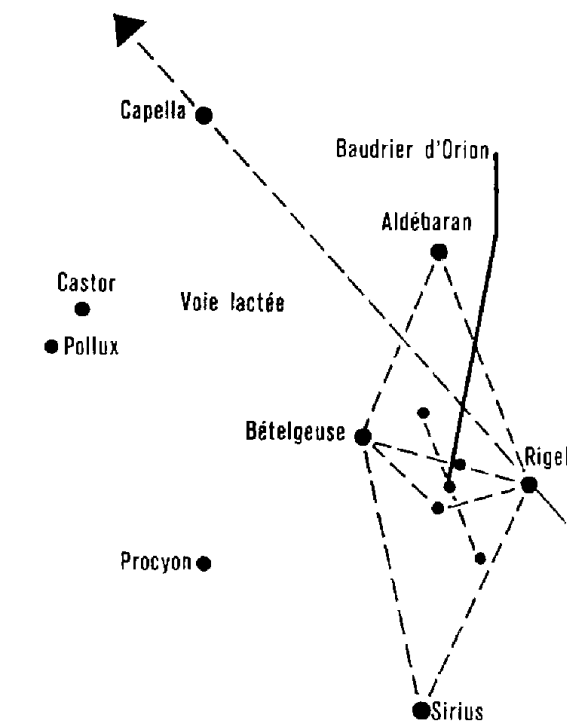 Capella
Baudrier d'Orion
Aldébaran
Castor
Voie lactée
Pollux
Bételgeuse
Rigel
Procyon
Sirius